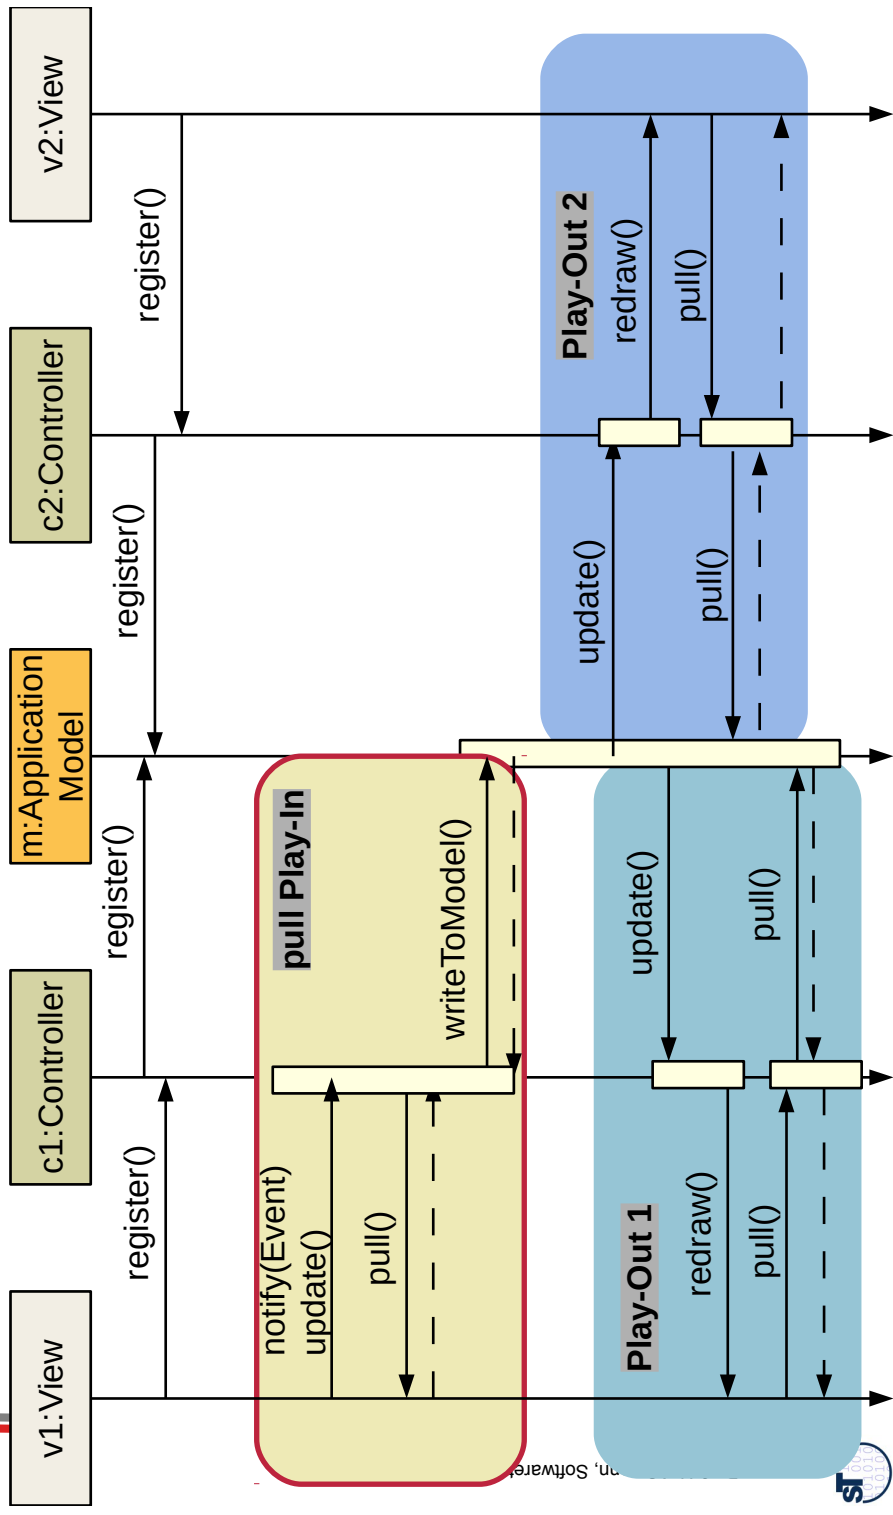 v1:View
c1:Controller
m:Application
Model
c2:Controller
v2:View
register()
register()
register()
register()
pull Play-In
notify(Event)
update()
pull()
writeToModel()
Play-Out 2
update()
redraw()
pull()
pull()
Play-Out 1
update()
redraw()
pull()
pull()
ST